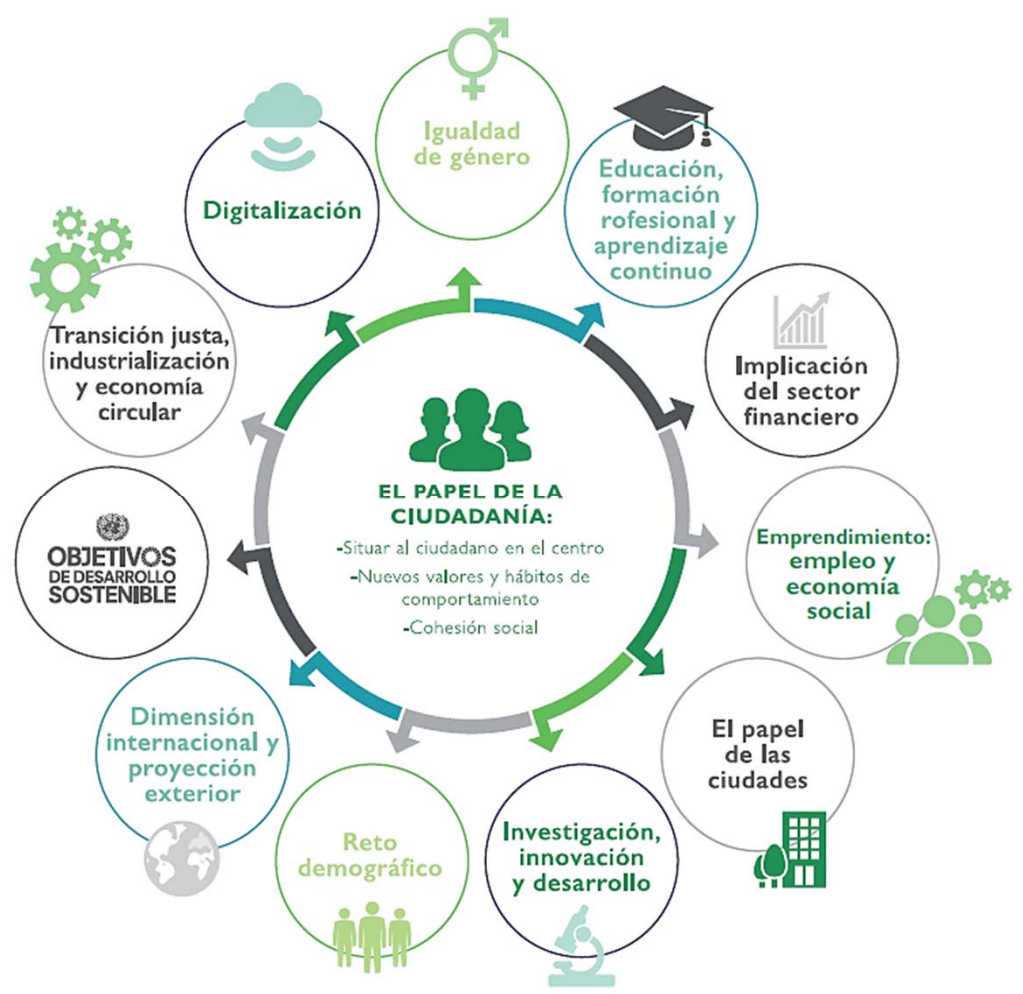 Igualdad
de género
Educación,
formación
rofesional y
aprendizaje
continuo
Implicación
del sector
financiero
Emprendimiento:
empleo y
economía
social
El papel
de las
ciudades
Investigación,
innovación
y desarrollo
Reto
demográfico
Dimensión
internacional y
proyección
exterior
OBJETIVOS
DE DESARROLLO
SOSTENIBLE
Transición justa,
industrialización
y economía
circular
Digitalización
EL PAPEL DE LA
CIUDADANÍA:
-Situar al ciudadano en el centro
-Nuevos valores y hábitos de
comportamiento
-Cohesión social